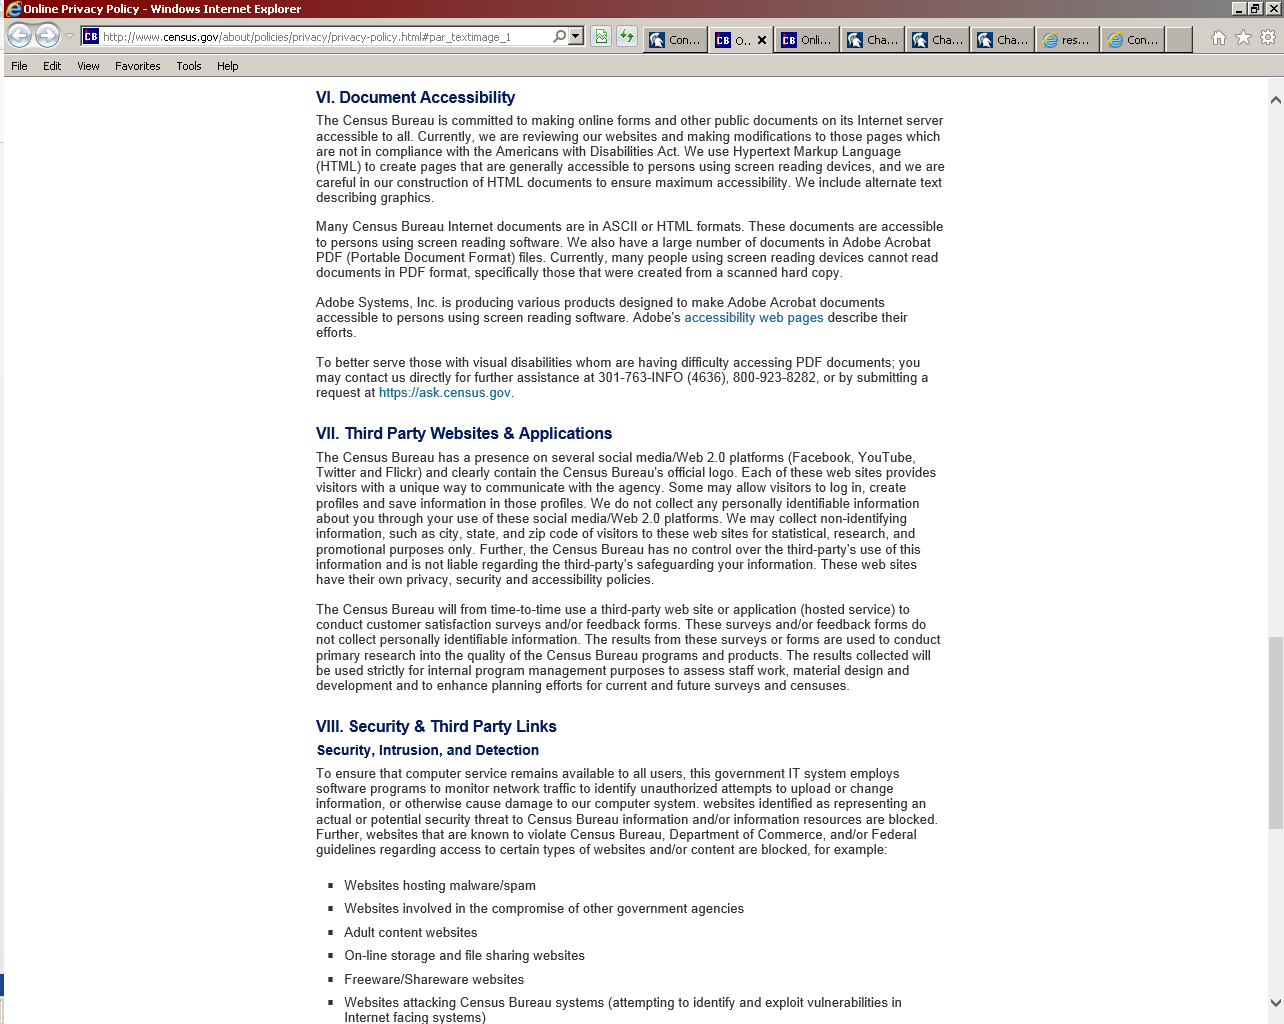 Online Privacy Policy - Windows Internet Explorer
http://www.census.gov/about/policies/privacy/privacy-policy.html#par_textimage_1
Con...
O...
Onli...
Cha...
Cha...
Cha...
res...
Con...
File Edit View Favorites Tools Help
VI. Document Accessibility
The Census Bureau is committed to making online forms and other public documents on its Internet server
accessible to all. Currently, we are reviewing our websites and making modifications to those pages which
are not in compliance with the Americans with Disabilities Act. We use Hypertext Markup Language
(HTML) to create pages that are generally accessible to persons using screen reading devices, and we are
careful in our construction of HTML documents to ensure maximum accessibility. We include alternate text
describing graphics.
Many Census Bureau Internet documents are in ASCII or HTML formats. These documents are accessible
to persons using screen reading software. We also have a large number of documents in Adobe Acrobat
PDF (Portable Document Format) files. Currently, many people using screen reading devices cannot read
documents in PDF format, specifically those that were created from a scanned hard copy.
Adobe Systems, Inc. is producing various products designed to make Adobe Acrobat documents
accessible to persons using screen reading software. Adobe's accessibility web pages describe their
efforts.
To better serve those with visual disabilities whom are having difficulty accessing PDF documents; you
may contact us directly for further assistance at 301-763-INFO (4636), 800-923-8282, or by submitting a
request at https://ask.census.gov.
VII. Third Party Websites & Applications
The Census Bureau has a presence on several social media/Web 2.0 platforms (Facebook, YouTube,
Twitter and Flickr) and clearly contain the Census Bureau's official logo. Each of these web sites provides
visitors with a unique way to communicate with the agency. Some may allow visitors to log in, create
profiles and save information in those profiles. We do not collect any personally identifiable information
about you through your use of these social media/Web 2.0 platforms. We may collect non-identifying
information, such as city, state, and zip code of visitors to these web sites for statistical, research, and
promotional purposes only. Further, the Census Bureau has no control over the third-party's use of this
information and is not liable regarding the third-party's safeguarding your information. These web sites
have their own privacy, security and accessibility policies.
The Census Bureau will from time-to-time use a third-party web site or application (hosted service) to
conduct customer satisfaction surveys and/or feedback forms. These surveys and/or feedback forms do
not collect personally identifiable information. The results from these surveys or forms are used to conduct
primary research into the quality of the Census Bureau programs and products. The results collected will
be used strictly for internal program management purposes to assess staff work, material design and
development and to enhance planning efforts for current and future surveys and censuses.
VIII. Security & Third Party Links
Security, Intrusion, and Detection
To ensure that computer service remains available to all users, this government IT system employs
software programs to monitor network traffic to identify unauthorized attempts to upload or change
information, or otherwise cause damage to our computer system. websites identified as representing an
actual or potential security threat to Census Bureau information and/or information resources are blocked.
Further, websites that are known to violate Census Bureau, Department of Commerce, and/or Federal
guidelines regarding access to certain types of websites and/or content are blocked, for example:
Websites hosting malware/spam
Websites involved in the compromise of other government agencies
Adult content websites
On-line storage and file sharing websites
Freeware/Shareware websites
Websites attacking Census Bureau systems (attempting to identify and exploit vulnerabilities in
Internet facing systems)